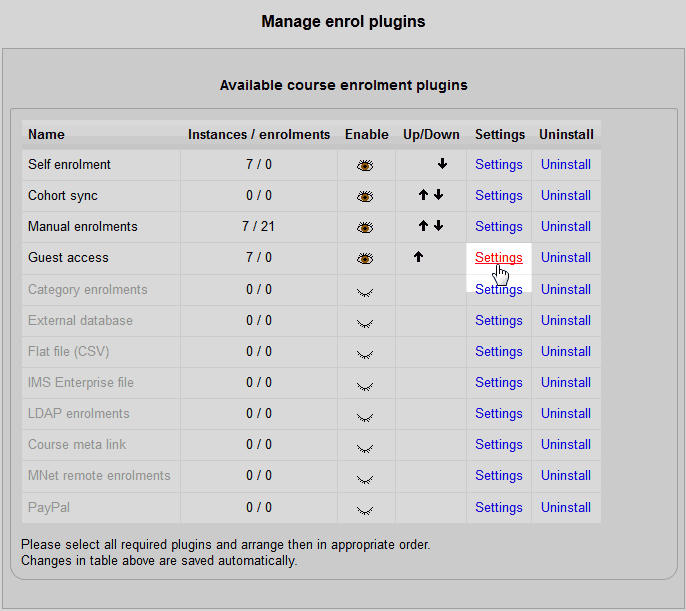 Manage enrol plugins
Available course enrolment plugins
Name Instances / enrolments Enable Up/Down Settings Uninstall
Self enrolment 7 / 0 Settings Uninstall
Cohort sync 0 / 0 Settings Uninstall
Manual enrolments 7 / 21 Settings Uninstall
Guest access 7 / 0 Settings Uninstall
Category enrolments 0 / 0 Settings Uninstall
External database 0 / 0 Settings Uninstall
Flat file (CSV) 0 / 0 Settings Uninstall
IMS Enterprise file 0 / 0 Settings Uninstall
LDAP enrolments 0 / 0 Settings Uninstall
Course meta link 0 / 0 Settings Uninstall
MNet remote enrolments 0 / 0 Settings Uninstall
PayPal 0 / 0 Settings Uninstall
Please select all required plugins and arrange then in appropriate order.
Changes in table above are saved automatically.